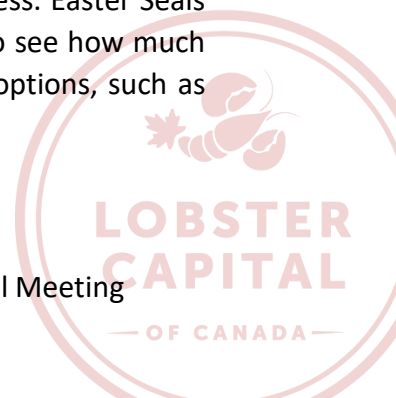 ess. Easter Seals
o see how much
options, such as
LOBSTER
CAPITAL
l Meeting
OF CANADA